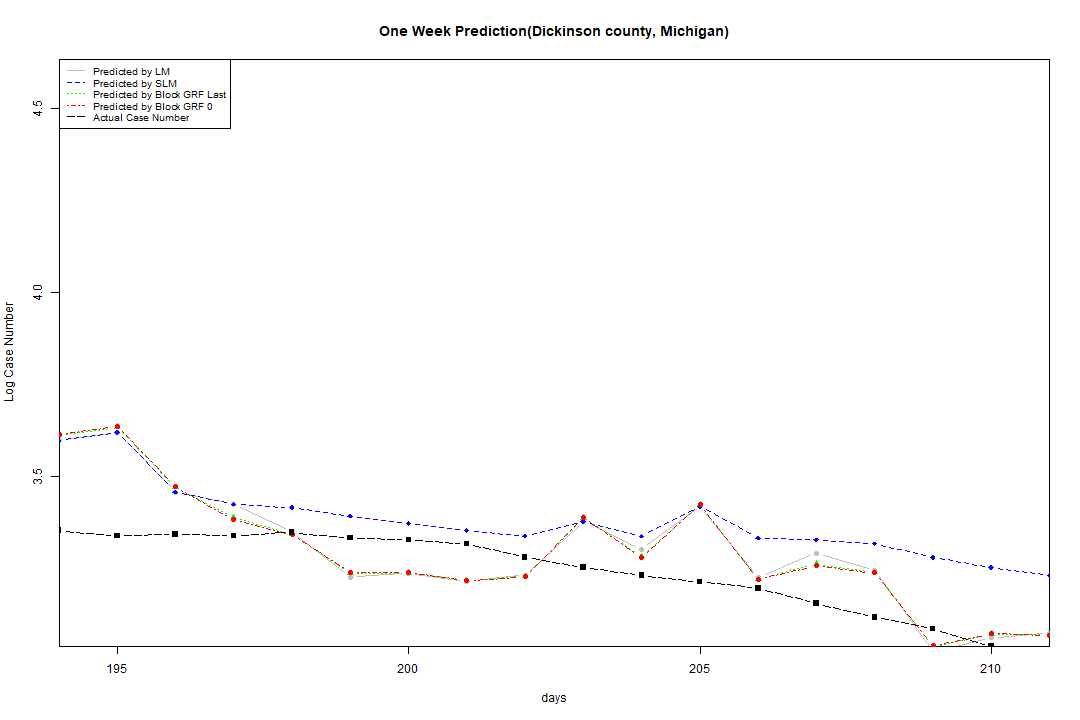 One Week Prediction(Dickinson county, Michigan)
Predicted by LM
Predicted by SLM
Predicted by Block GRF Last
Predicted by Block GRF 0
Actual Case Number
4.5
4.0
3.5
Log Case Number
195 200 205 210
days